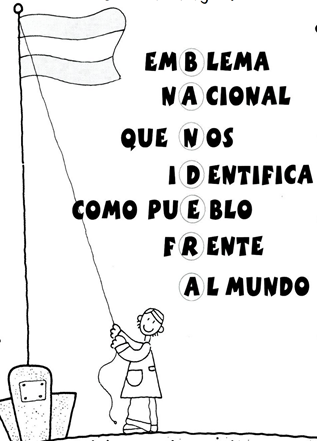 EMBLEMA
NACIONAL
QUE NOS
IDENTIFICA
COMO PUEBLO
FRENTE
AL MUNDO